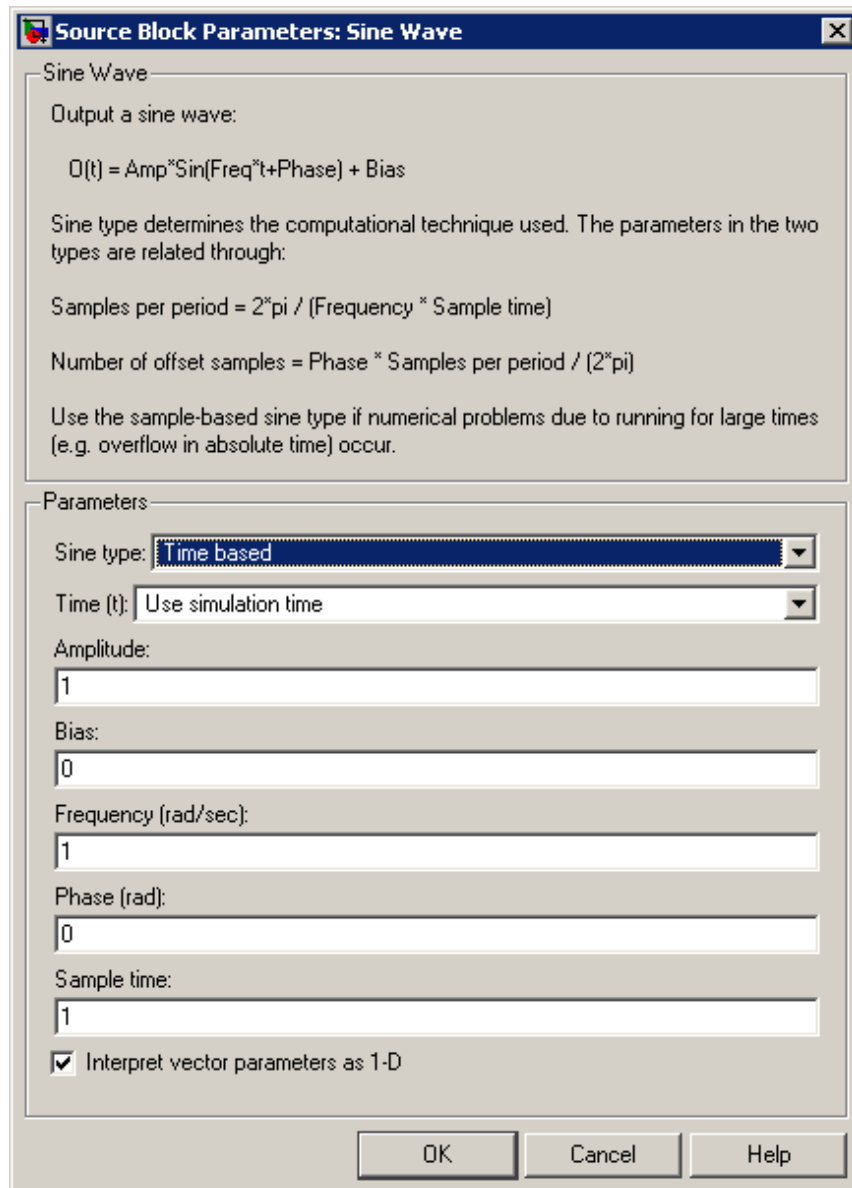 Source Block Parameters: Sine Wave
Sine Wave
Output a sine wave:
O(t) = Amp*Sin(Freq*t+Phase) + Bias
Sine type determines the computational technique used. The parameters in the two
types are related through:
Samples per period = 2*pi / (Frequency * Sample time)
Number of offset samples = Phase * Samples per period / (2*pi)
Use the sample-based sine type if numerical problems due to running for large times
(e.g. overflow in absolute time) occur.
Parameters
Sine type: Time based
Time (t): Use simulation time
Amplitude:
1
Bias:
0
Frequency (rad/sec):
1
Phase (rad):
0
Sample time:
1
Interpret vector parameters as 1-D
OK Cancel Help